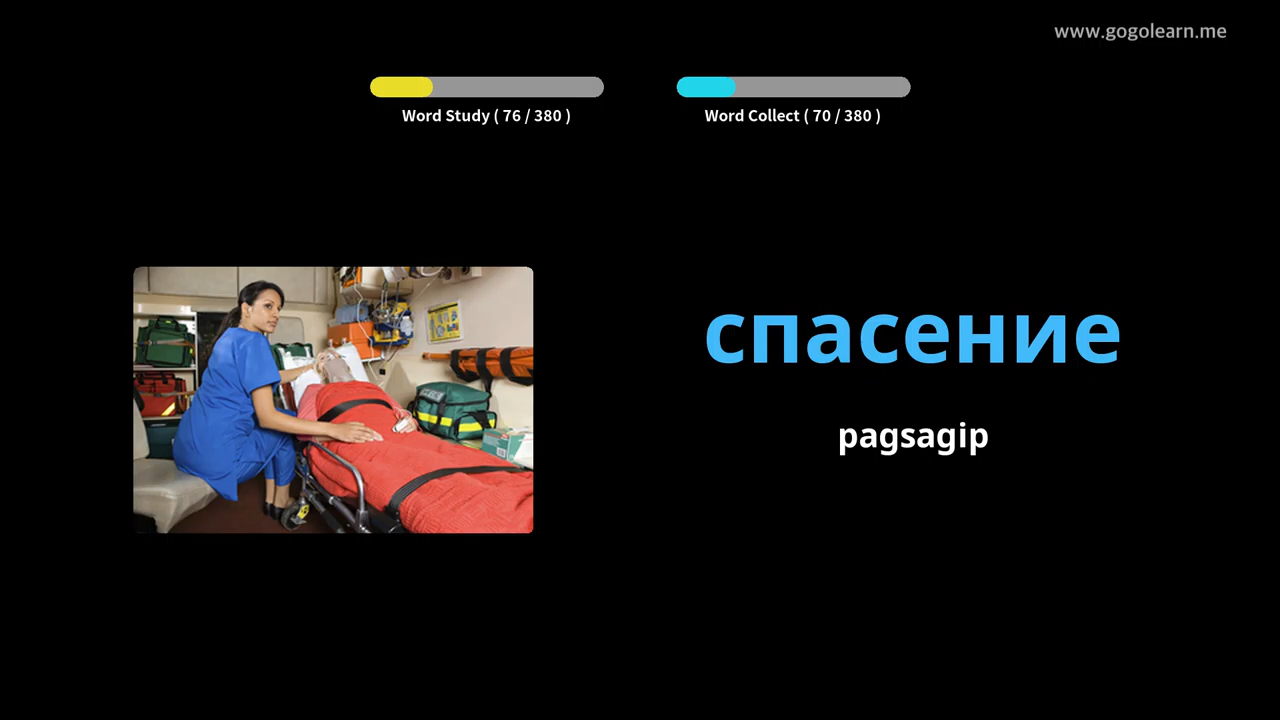 www.gogolearn.me
Word Study ( 76 / 380 )
Word Collect ( 70 / 380 )
спасение
pagsagip